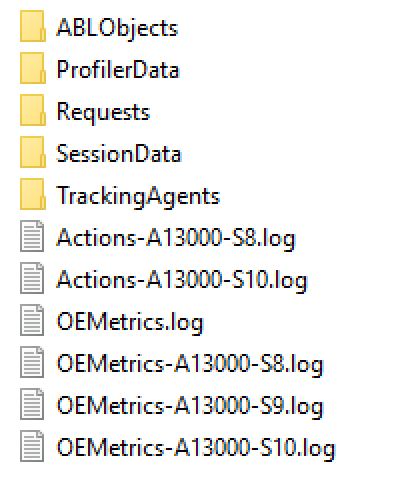 ABLObjects
ProfilerData
Requests
SessionData
TrackingAgents
Actions-A13000-S8.log
Actions-A13000-S10.log
OEMetrics.log
OEMetrics-A13000-S8.log
OEMetrics-A13000-S9.log
OEMetrics-A13000-S10.log